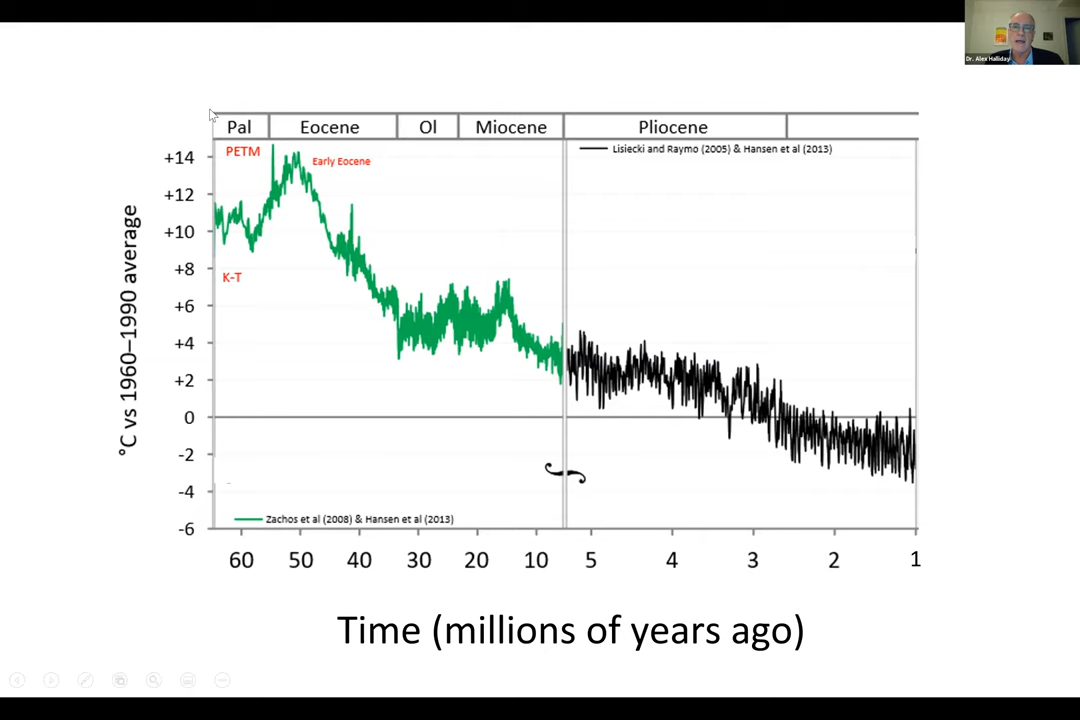 Dr. Alex Halliday
Pal Eocene Ol Miocene Pliocene
PETM
Early Eocene
K-T
Lisiecki and Raymo (2005) & Hansen et al (2013)
°C vs 1960–1990 average
+14
+12
+10
+8
+6
+4
+2
0
-2
-4
-6
Zachos et al (2008) & Hansen et al (2013)
60 50 40 30 20 10 5 4 3 2 1
Time (millions of years ago)